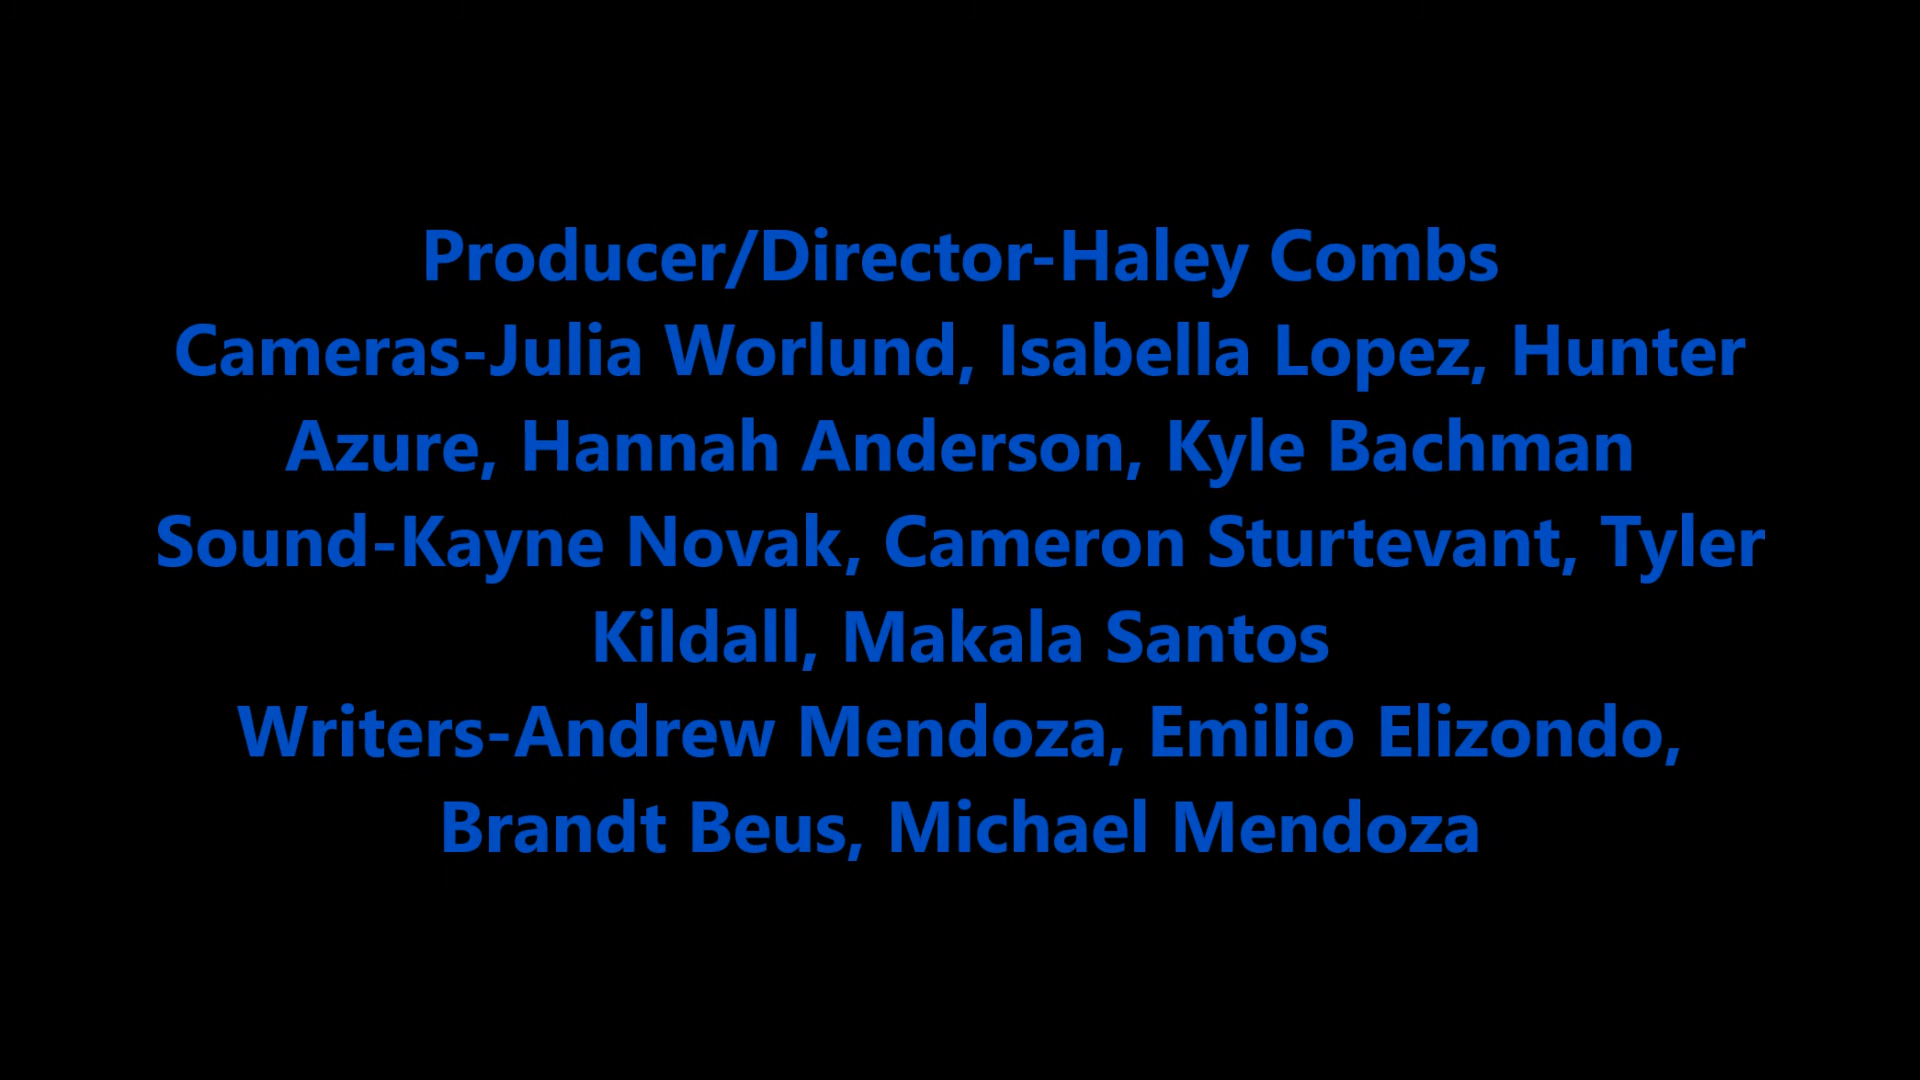 Producer/Director-Haley Combs
Cameras-Julia Worlund, Isabella Lopez, Hunter
Azure, Hannah Anderson, Kyle Bachman
Sound-Kayne Novak, Cameron Sturtevant, Tyler
Kildall, Makala Santos
Writers-Andrew Mendoza, Emilio Elizondo,
Brandt Beus, Michael Mendoza